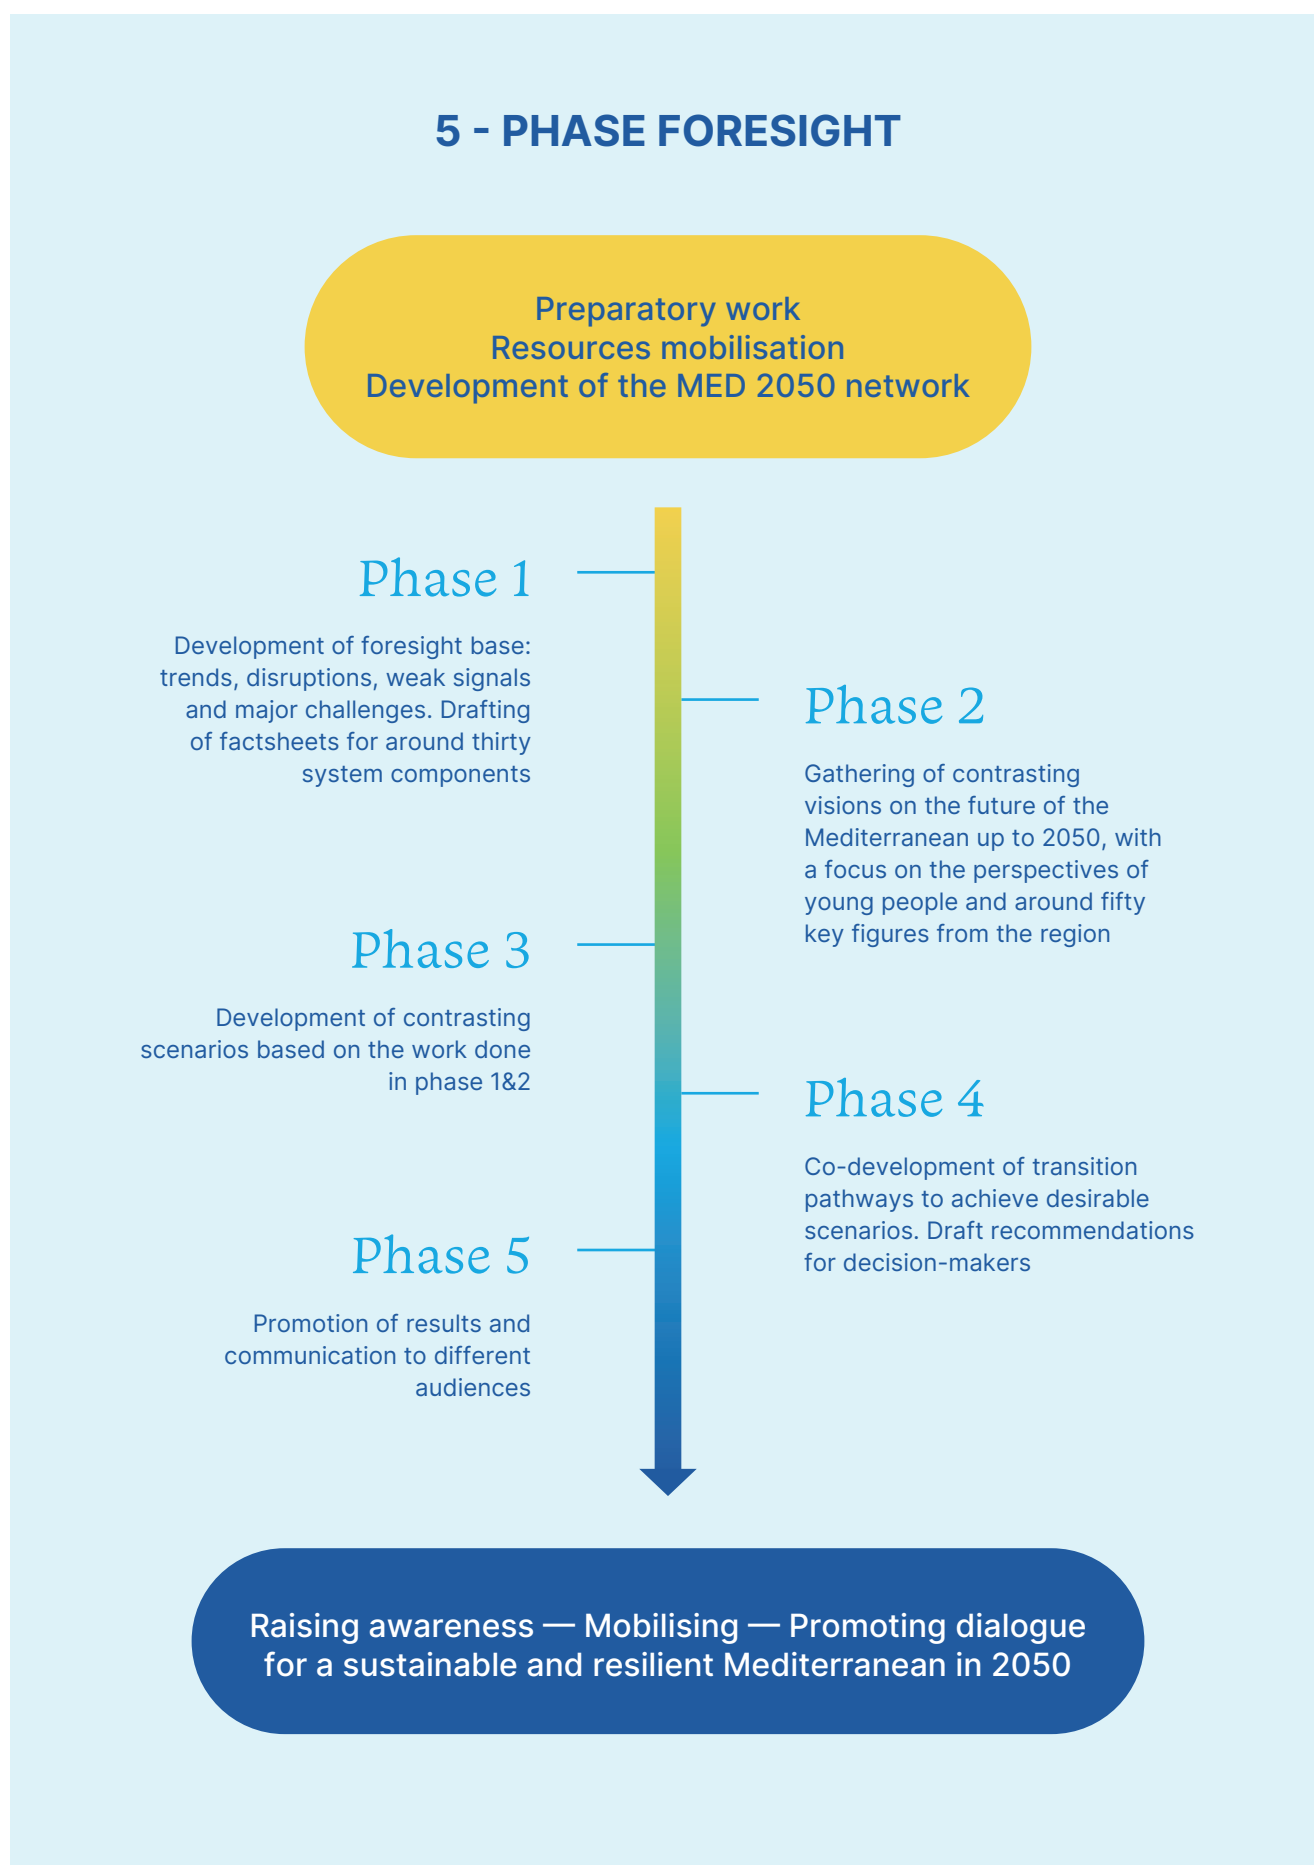 5 - PHASE FORESIGHT
Preparatory work
Resources mobilisation
Development of the MED 2050 network
Phase 1
Development of foresight base:
trends, disruptions, weak signals
and major challenges. Drafting
of factsheets for around thirty
system components
Phase 2
Gathering of contrasting
visions on the future of the
Mediterranean up to 2050, with
a focus on the perspectives of
young people and around fifty
key figures from the region
Phase 3
Development of contrasting
scenarios based on the work done
in phase 1&2
Phase 4
Co-development of transition
pathways to achieve desirable
scenarios. Draft recommendations
for decision-makers
Phase 5
Promotion of results and
communication to different
audiences
Raising awareness — Mobilising — Promoting dialogue
for a sustainable and resilient Mediterranean in 2050